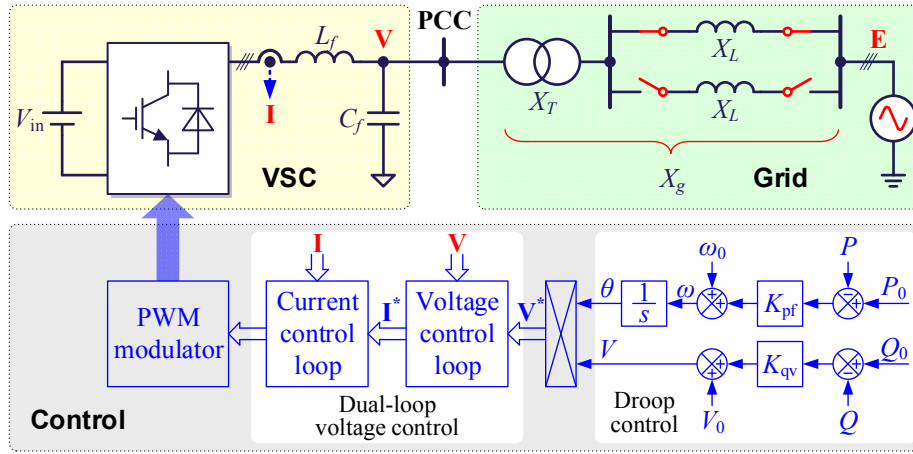 PCC
L_f
V
X_L
E
I
X_T
X_L
V_in
C_f
VSC
X_g
Grid
I
V
ω_0
P
PWM modulator
Current control loop
I*
Voltage control loop
V*
θ
1/s
ω
K_pf
P_0
V
K_qv
Q_0
V_0
Q
Control
Dual-loop
voltage control
Droop
control